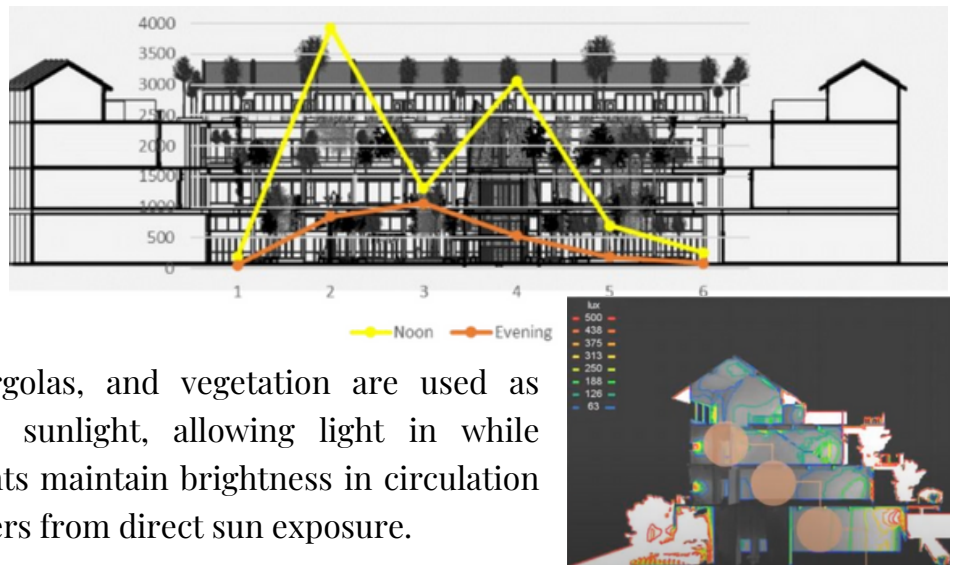 4000
3500
3000
2500
2000
1500
1000
500
0
1 2 3 4 5 6
Noon Evening
lux
500
438
375
313
250
188
126
63
rgolas, and vegetation are used as
sunlight, allowing light in while
nts maintain brightness in circulation
ers from direct sun exposure.